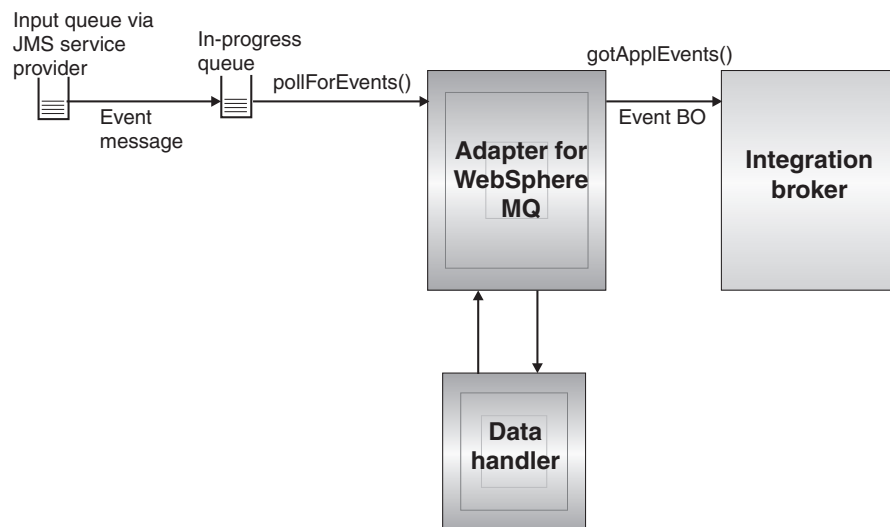 Input queue via
JMS service
provider
In-progress
queue
Event
message
pollForEvents()
gotApplEvents()
Event BO
Adapter for
WebSphere
MQ
Integration
broker
Data
handler